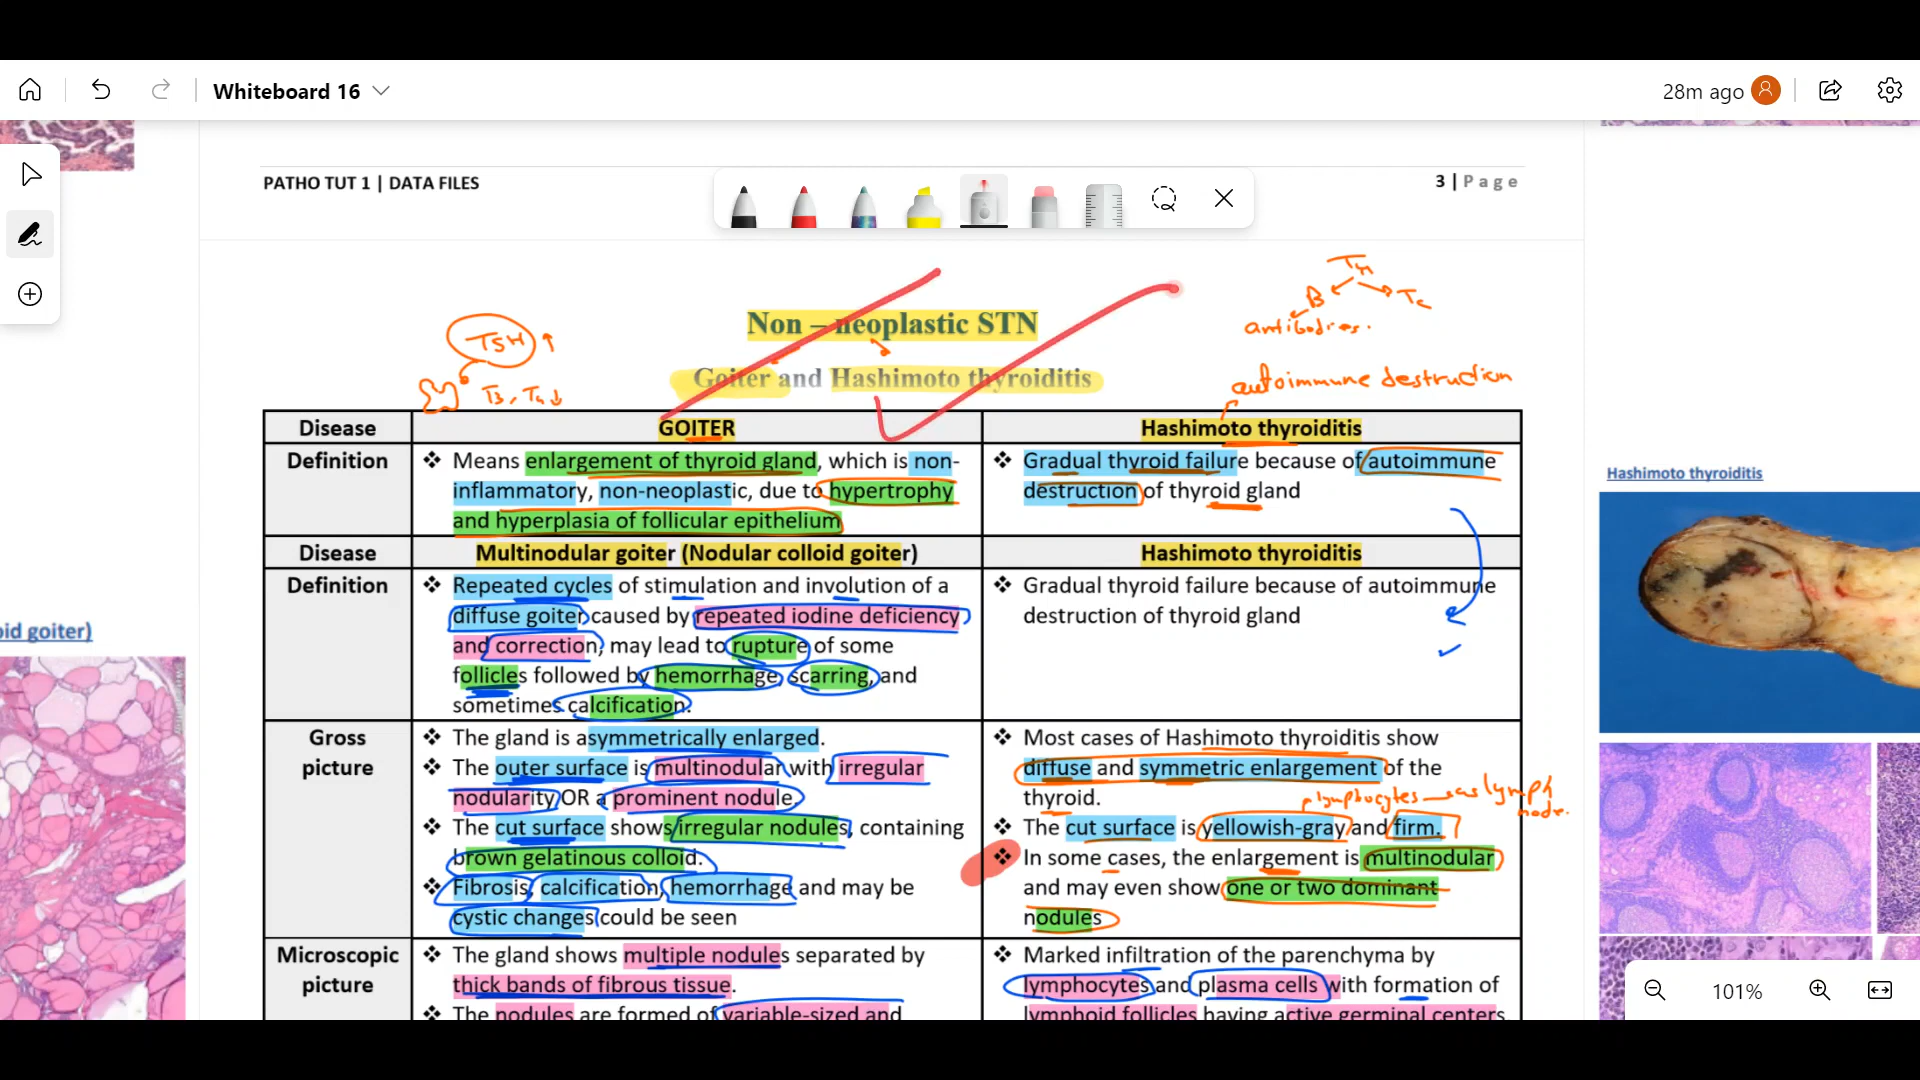 Whiteboard 16
28m ago
PATHO TUT 1 | DATA FILES
3 | Page
Non – neoplastic STN
Goiter and Hashimoto thyroiditis
TSH ↑
T3, T4 ↓
TH
B
Tc
antibodies.
autoimmune destruction
Disease
GOITER
Hashimoto thyroiditis
Definition
❖ Means enlargement of thyroid gland, which is non-
inflammatory, non-neoplastic, due to hypertrophy
and hyperplasia of follicular epithelium
❖ Gradual thyroid failure because of autoimmune
destruction of thyroid gland
Disease
Multinodular goiter (Nodular colloid goiter)
Hashimoto thyroiditis
Definition
❖ Repeated cycles of stimulation and involution of a
diffuse goiter caused by repeated iodine deficiency
and correction, may lead to rupture of some
follicles followed by hemorrhage, scarring, and
sometimes calcification.
❖ Gradual thyroid failure because of autoimmune
destruction of thyroid gland
Gross
picture
❖ The gland is asymmetrically enlarged.
❖ The outer surface is multinodular with irregular
nodularity OR a prominent nodule.
❖ The cut surface shows irregular nodules, containing
brown gelatinous colloid.
❖ Fibrosis, calcification, hemorrhage and may be
cystic changes could be seen
❖ Most cases of Hashimoto thyroiditis show
diffuse and symmetric enlargement of the
thyroid.
lymphocytes → as lymph
node.
❖ The cut surface is yellowish-gray and firm.
❖ In some cases, the enlargement is multinodular
and may even show one or two dominant
nodules
Microscopic
picture
❖ The gland shows multiple nodules separated by
thick bands of fibrous tissue.
❖ The nodules are formed of variable-sized and
❖ Marked infiltration of the parenchyma by
lymphocytes and plasma cells with formation of
lymphoid follicles having active germinal centers
oid goiter)
Hashimoto thyroiditis
101%